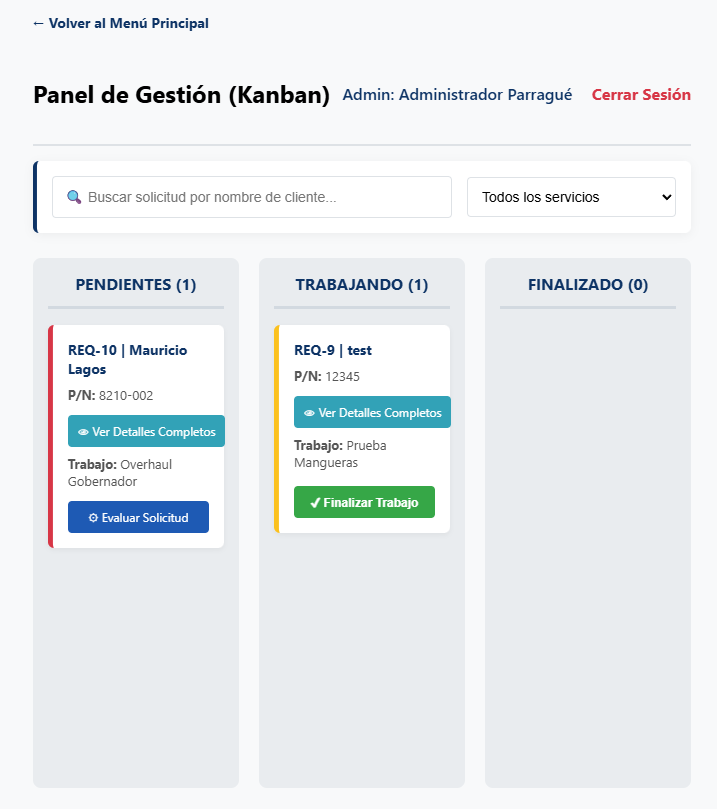 ← Volver al Menú Principal
Panel de Gestión (Kanban)
Admin: Administrador Parragué
Cerrar Sesión
🔍 Buscar solicitud por nombre de cliente...
Todos los servicios
PENDIENTES (1)
REQ-10 | Mauricio
Lagos
P/N: 8210-002
👁 Ver Detalles Completos
Trabajo: Overhaul
Gobernador
⚙ Evaluar Solicitud
TRABAJANDO (1)
REQ-9 | test
P/N: 12345
👁 Ver Detalles Completos
Trabajo: Prueba
Mangueras
✔ Finalizar Trabajo
FINALIZADO (0)